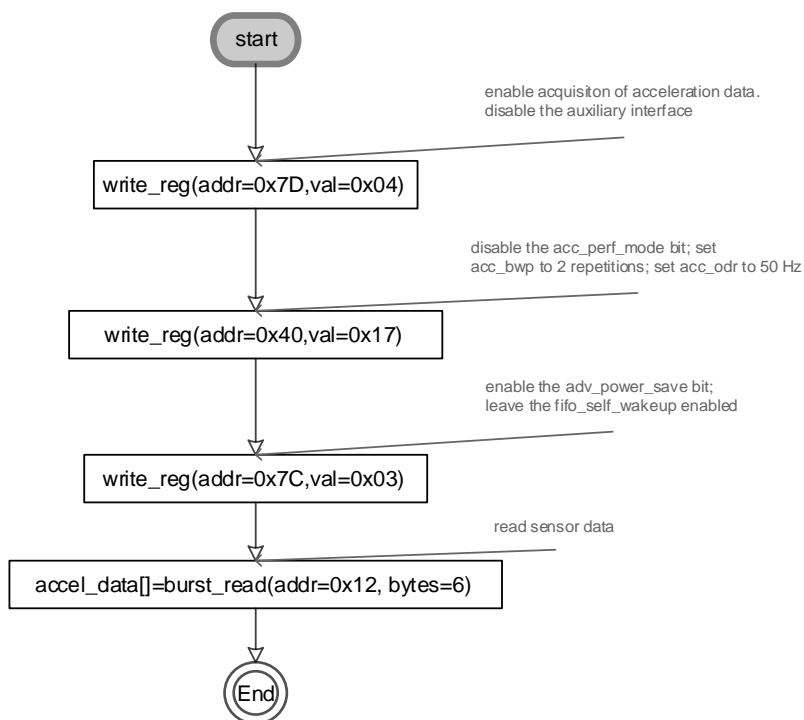 start
enable acquisiton of acceleration data.
disable the auxiliary interface
write_reg(addr=0x7D,val=0x04)
disable the acc_perf_mode bit; set
acc_bwp to 2 repetitions; set acc_odr to 50 Hz
write_reg(addr=0x40,val=0x17)
enable the adv_power_save bit;
leave the fifo_self_wakeup enabled
write_reg(addr=0x7C,val=0x03)
read sensor data
accel_data[]=burst_read(addr=0x12, bytes=6)
End